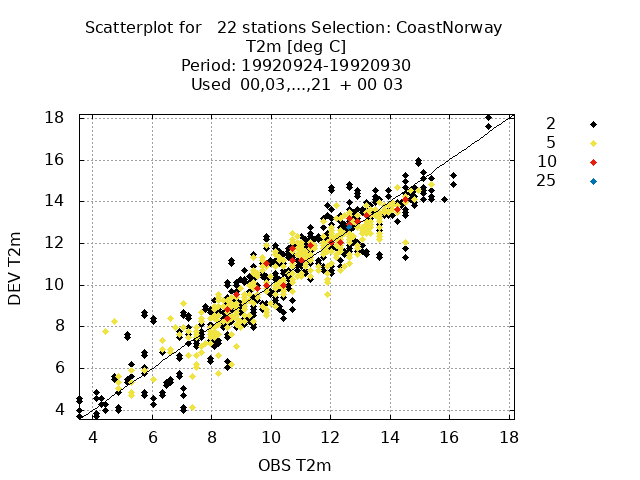 Scatterplot for   22 stations Selection: CoastNorway
T2m [deg C]
Period: 19920924-19920930
Used  00,03,...,21  + 00 03
2
5
10
25
DEV T2m
18
16
14
12
10
8
6
4
4 6 8 10 12 14 16 18
OBS T2m